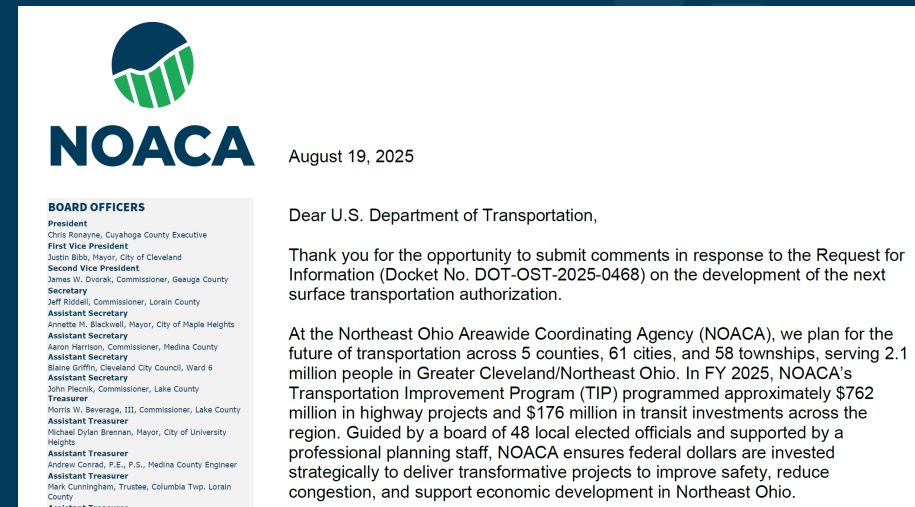 NOACA
August 19, 2025
BOARD OFFICERS
President
Chris Ronayne, Cuyahoga County Executive
First Vice President
Justin Bibb, Mayor, City of Cleveland
Second Vice President
James W. Dvorak, Commissioner, Geauga County
Secretary
Jeff Riddell, Commissioner, Lorain County
Assistant Secretary
Annette M. Blackwell, Mayor, City of Maple Heights
Assistant Secretary
Aaron Harrison, Commissioner, Medina County
Assistant Secretary
Blaine Griffin, Cleveland City Council, Ward 6
Assistant Secretary
John Plecnik, Commissioner, Lake County
Treasurer
Morris W. Beverage, III, Commissioner, Lake County
Assistant Treasurer
Michael Dylan Brennan, Mayor, City of University
Heights
Assistant Treasurer
Andrew Conrad, P.E., P.S., Medina County Engineer
Assistant Treasurer
Mark Cunningham, Trustee, Columbia Twp. Lorain
County
Dear U.S. Department of Transportation,
Thank you for the opportunity to submit comments in response to the Request for
Information (Docket No. DOT-OST-2025-0468) on the development of the next
surface transportation authorization.
At the Northeast Ohio Areawide Coordinating Agency (NOACA), we plan for the
future of transportation across 5 counties, 61 cities, and 58 townships, serving 2.1
million people in Greater Cleveland/Northeast Ohio. In FY 2025, NOACA's
Transportation Improvement Program (TIP) programmed approximately $762
million in highway projects and $176 million in transit investments across the
region. Guided by a board of 48 local elected officials and supported by a
professional planning staff, NOACA ensures federal dollars are invested
strategically to deliver transformative projects to improve safety, reduce
congestion, and support economic development in Northeast Ohio.